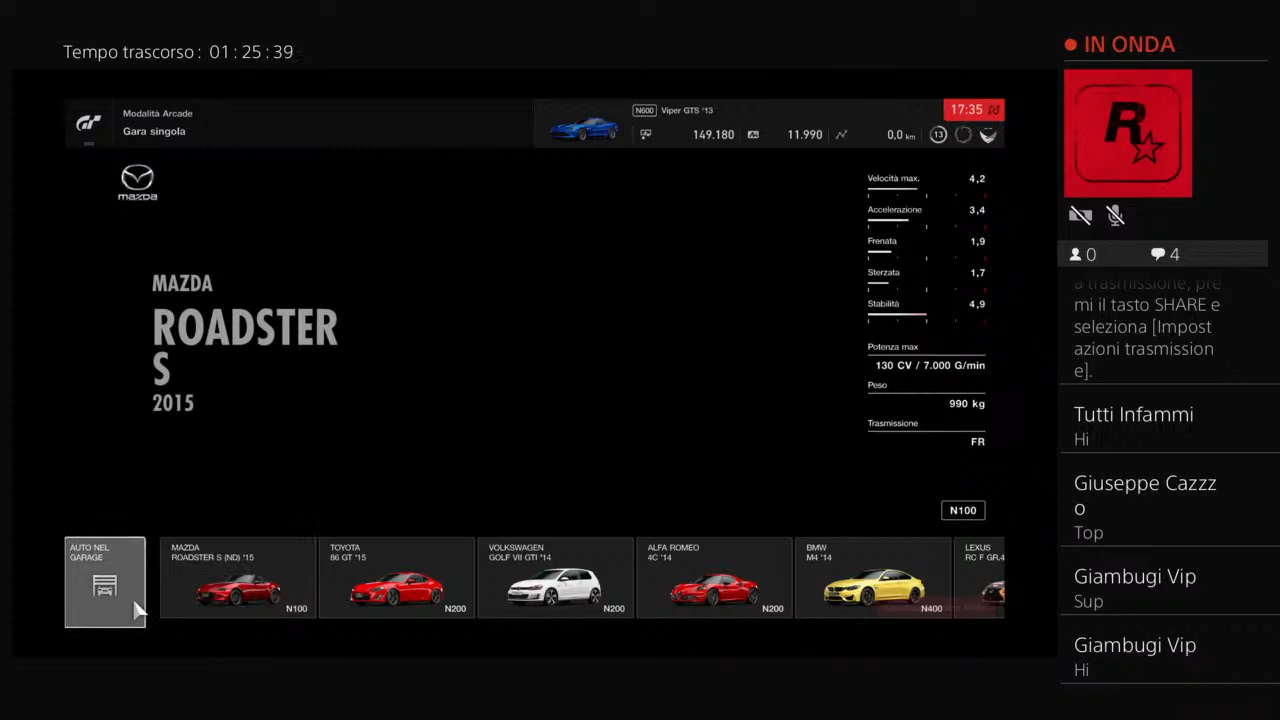 Tempo trascorso: 01:25:39
IN ONDA
Modalità Arcade
Gara singola
N600 Viper GTS '13
149.180
11.990
0,0 km
13
17:35
R
0
4
mazda
MAZDA
ROADSTER
S
2015
Velocità max. 4,2
Accelerazione 3,4
Frenata 1,9
Sterzata 1,7
Stabilità 4,9
Potenza max
130 CV / 7.000 G/min
Peso
990 kg
Trasmissione
FR
N100
AUTO NEL
GARAGE
MAZDA
ROADSTER S (ND) '15
N100
TOYOTA
86 GT '15
N200
VOLKSWAGEN
GOLF VII GTI '14
N200
ALFA ROMEO
4C '14
N200
BMW
M4 '14
N400
LEXUS
RC F GR.4
a trasmissione, pre
mi il tasto SHARE e
seleziona [Impost
azioni trasmission
e].
Tutti Infammi
Hi
Giuseppe Cazzz
o
Top
Giambugi Vip
Sup
Giambugi Vip
Hi